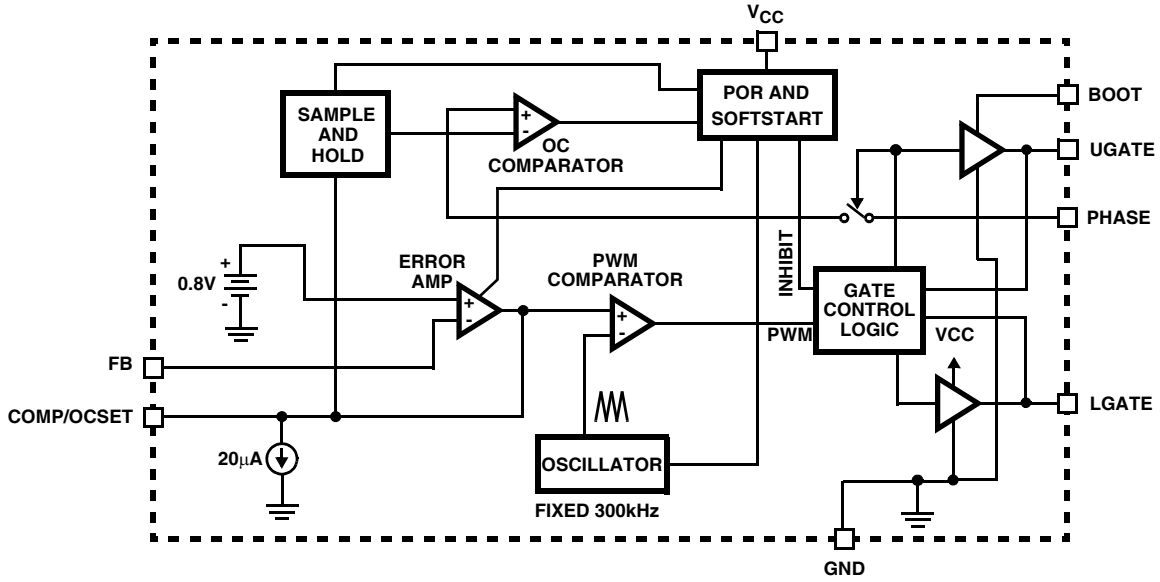 VCC
SAMPLE
AND
HOLD
+
-
OC
COMPARATOR
POR AND
SOFTSTART
BOOT
UGATE
PHASE
+
0.8V
-
ERROR
AMP
+
-
PWM
COMPARATOR
+
-
INHIBIT
GATE
CONTROL
LOGIC
PWM
VCC
FB
COMP/OCSET
20µA
OSCILLATOR
FIXED 300kHz
LGATE
GND